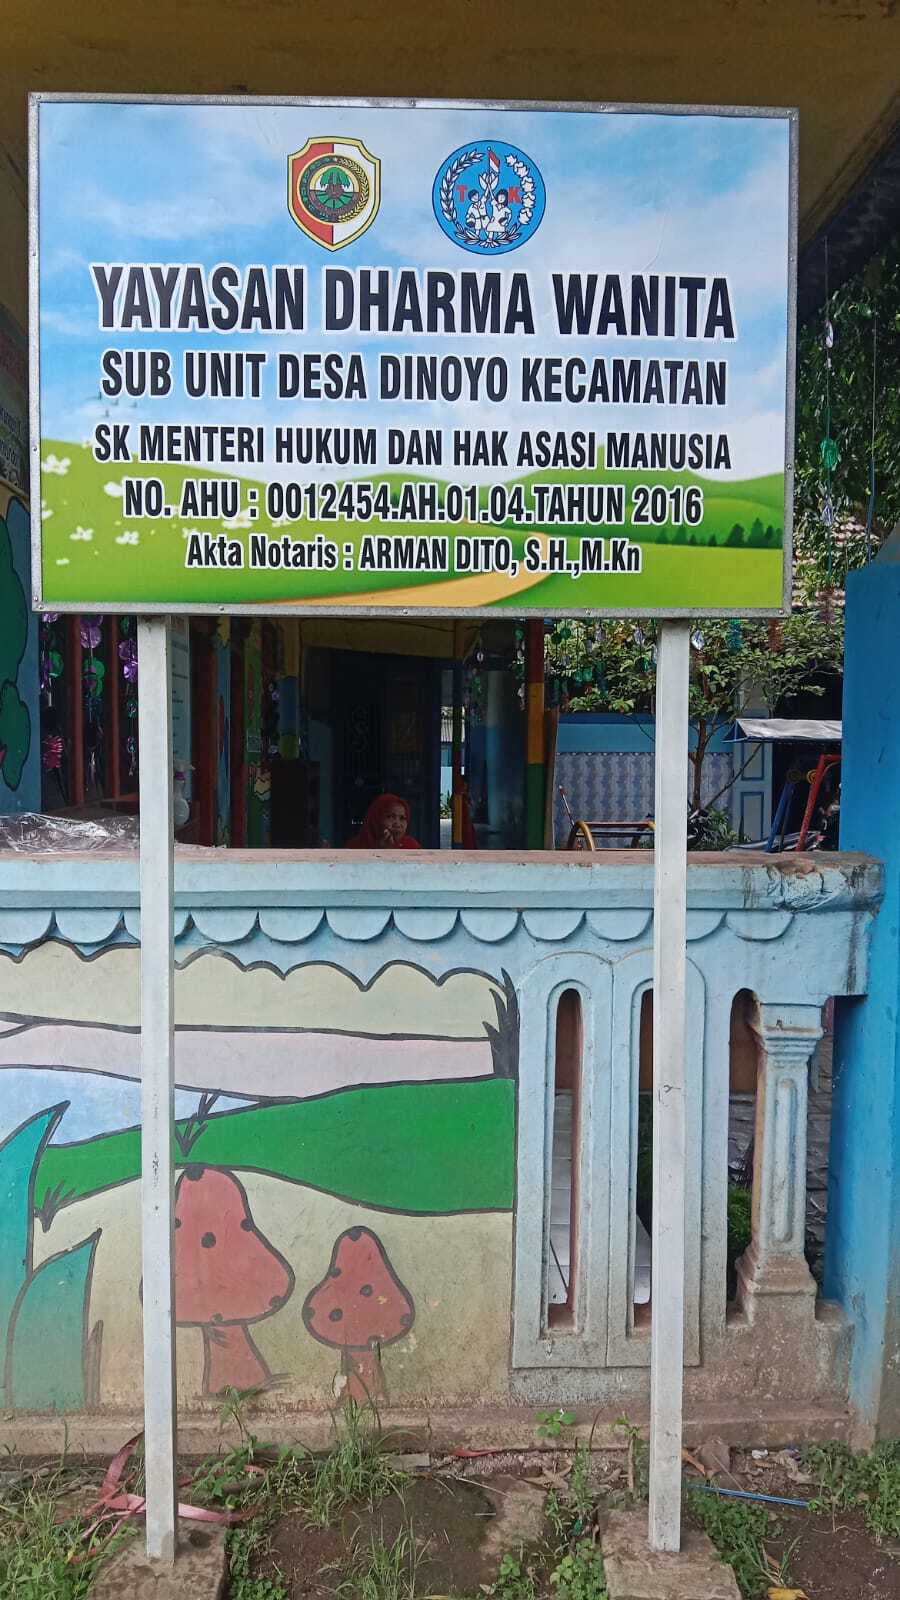 T K
YAYASAN DHARMA WANITA
SUB UNIT DESA DINOYO KECAMATAN
SK MENTERI HUKUM DAN HAK ASASI MANUSIA
NO. AHU : 0012454.AH.01.04.TAHUN 2016
Akta Notaris : ARMAN DITO, S.H.,M.Kn